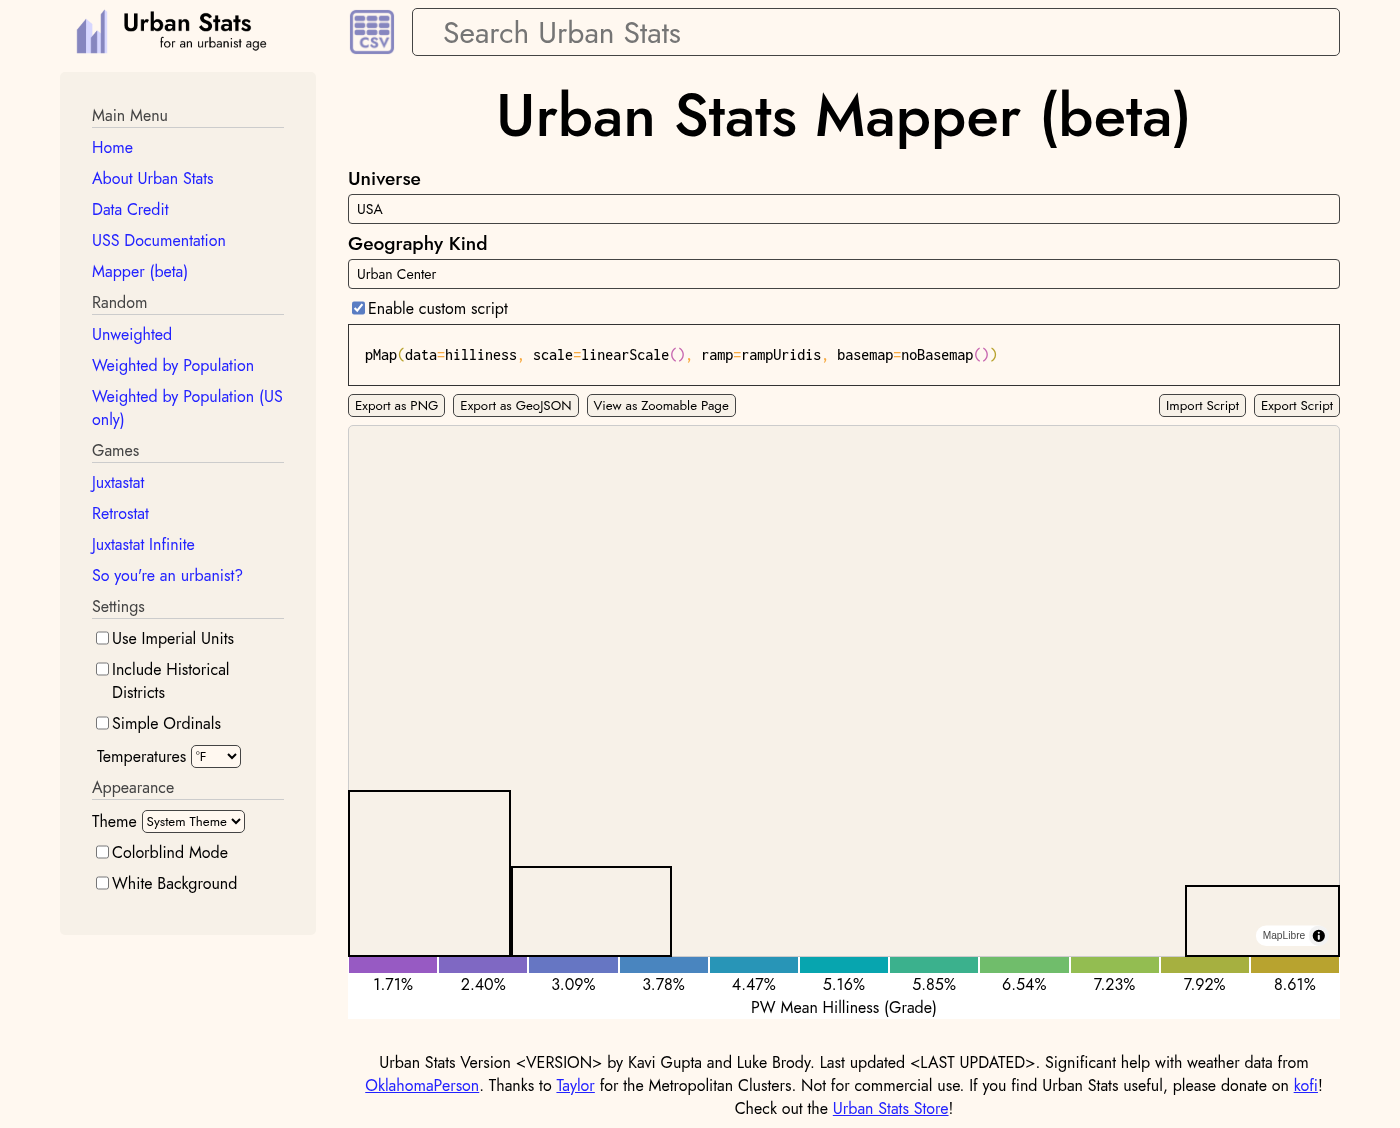 Urban Stats
for an urbanist age
CSV
Search Urban Stats
Main Menu
Home
About Urban Stats
Data Credit
USS Documentation
Mapper (beta)
Random
Unweighted
Weighted by Population
Weighted by Population (US
only)
Games
Juxtastat
Retrostat
Juxtastat Infinite
So you're an urbanist?
Settings
Use Imperial Units
Include Historical
Districts
Simple Ordinals
Temperatures °F
Appearance
Theme System Theme
Colorblind Mode
White Background
Urban Stats Mapper (beta)
Universe
USA
Geography Kind
Urban Center
Enable custom script
pMap(data=hilliness, scale=linearScale(), ramp=rampUridis, basemap=noBasemap())
Export as PNG Export as GeoJSON View as Zoomable Page Import Script Export Script
MapLibre
1.71% 2.40% 3.09% 3.78% 4.47% 5.16% 5.85% 6.54% 7.23% 7.92% 8.61%
PW Mean Hilliness (Grade)
Urban Stats Version <VERSION> by Kavi Gupta and Luke Brody. Last updated <LAST UPDATED>. Significant help with weather data from
OklahomaPerson. Thanks to Taylor for the Metropolitan Clusters. Not for commercial use. If you find Urban Stats useful, please donate on kofi!
Check out the Urban Stats Store!